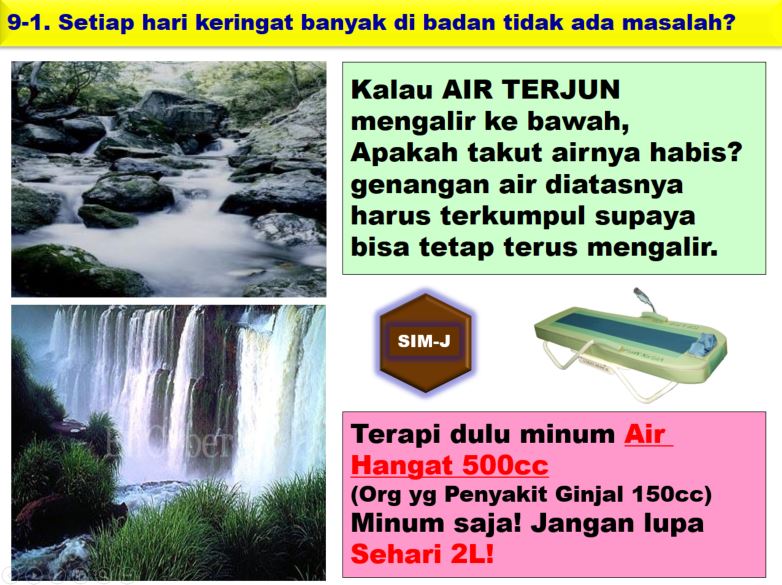 9-1. Setiap hari keringat banyak di badan tidak ada masalah?
Kalau AIR TERJUN
mengalir ke bawah,
Apakah takut airnya habis?
genangan air diatasnya
harus terkumpul supaya
bisa tetap terus mengalir.
SIM-J
Terapi dulu minum Air
Hangat 500cc
(Org yg Penyakit Ginjal 150cc)
Minum saja! Jangan lupa
Sehari 2L!